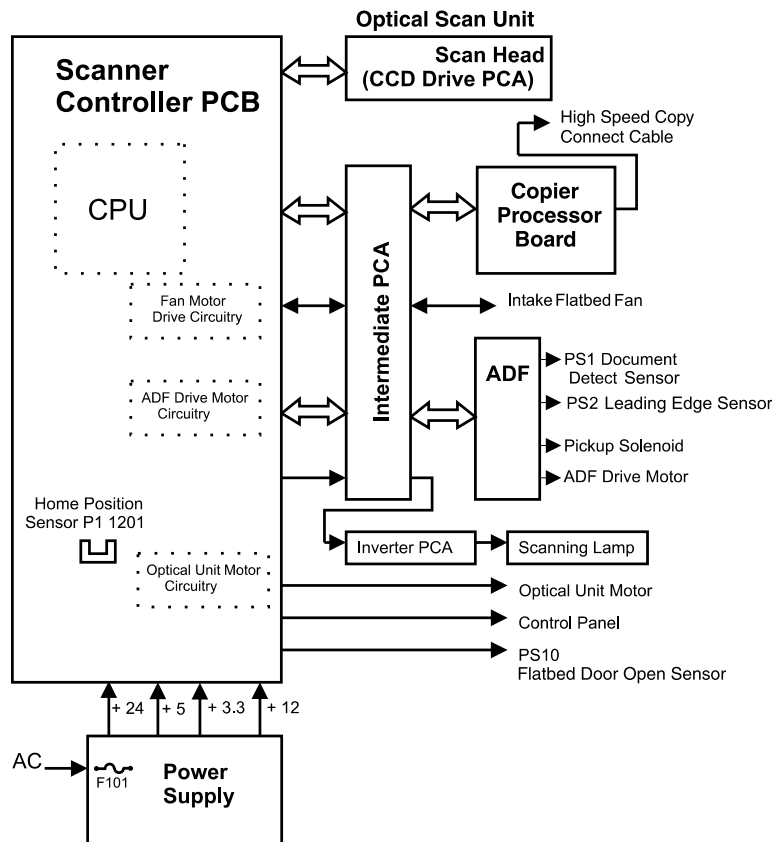 Optical Scan Unit
Scanner
Controller PCB
Scan Head
(CCD Drive PCA)
High Speed Copy
Connect Cable
CPU
Intermediate PCA
Copier
Processor
Board
Fan Motor
Drive Circuitry
Intake Flatbed Fan
ADF Drive Motor
Circuitry
ADF
PS1 Document
Detect Sensor
PS2 Leading Edge Sensor
Pickup Solenoid
ADF Drive Motor
Home Position
Sensor P1 1201
Inverter PCA
Scanning Lamp
Optical Unit Motor
Circuitry
Optical Unit Motor
Control Panel
PS10
Flatbed Door Open Sensor
+ 24
+ 5
+ 3.3
+ 12
AC
F101
Power
Supply